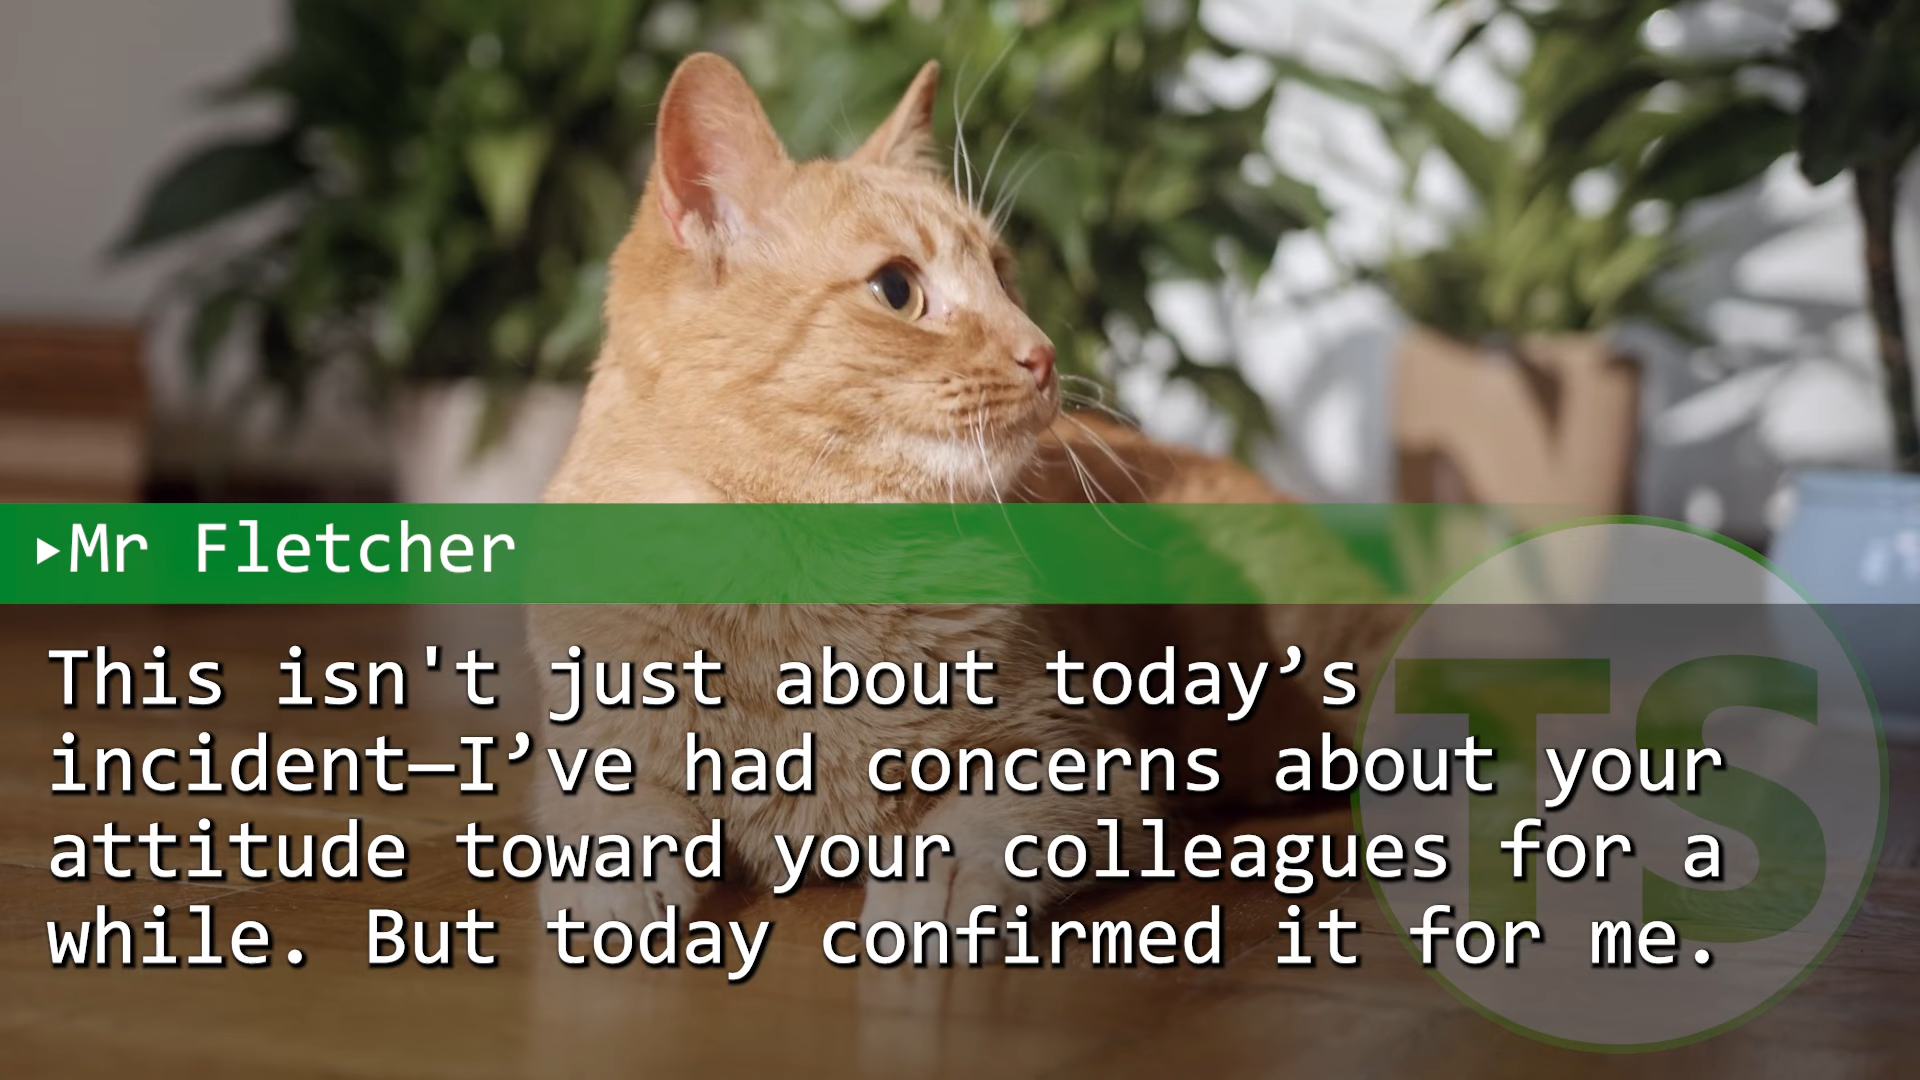 ▶Mr Fletcher
This isn't just about today’s
incident—I’ve had concerns about your
attitude toward your colleagues for a
while. But today confirmed it for me.
TS